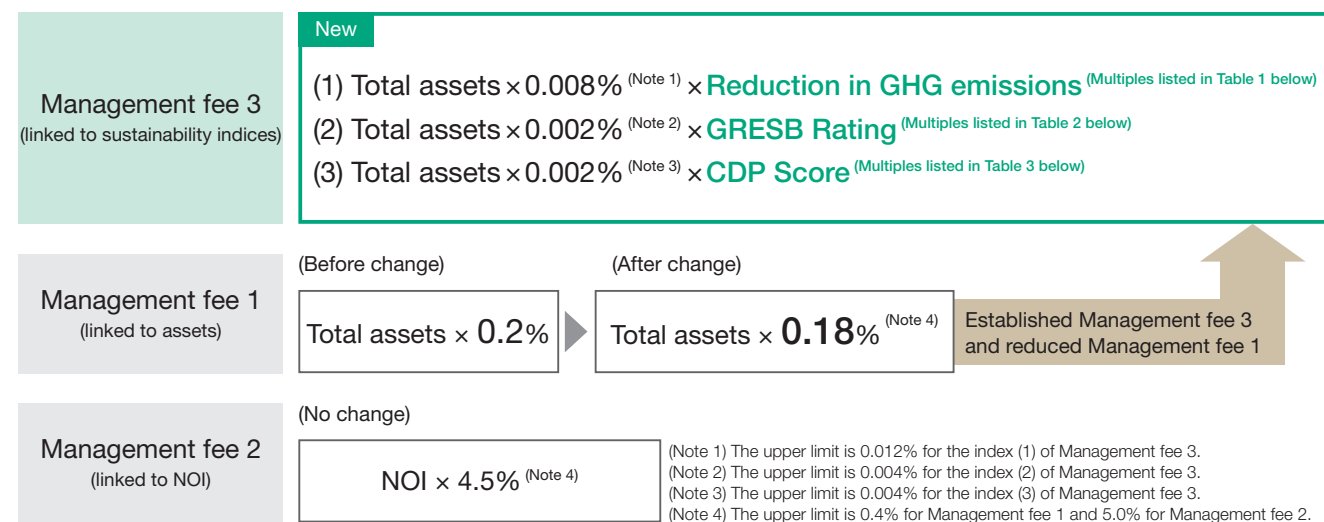 New
Management fee 3
(linked to sustainability indices)
(1) Total assets×0.008% (Note 1) ×Reduction in GHG emissions (Multiples listed in Table 1 below)
(2) Total assets×0.002% (Note 2) ×GRESB Rating (Multiples listed in Table 2 below)
(3) Total assets×0.002% (Note 3) ×CDP Score (Multiples listed in Table 3 below)
Management fee 1
(linked to assets)
(Before change)
Total assets × 0.2%
(After change)
Total assets × 0.18% (Note 4)
Established Management fee 3
and reduced Management fee 1
Management fee 2
(linked to NOI)
(No change)
NOI × 4.5% (Note 4)
(Note 1) The upper limit is 0.012% for the index (1) of Management fee 3.
(Note 2) The upper limit is 0.004% for the index (2) of Management fee 3.
(Note 3) The upper limit is 0.004% for the index (3) of Management fee 3.
(Note 4) The upper limit is 0.4% for Management fee 1 and 5.0% for Management fee 2.